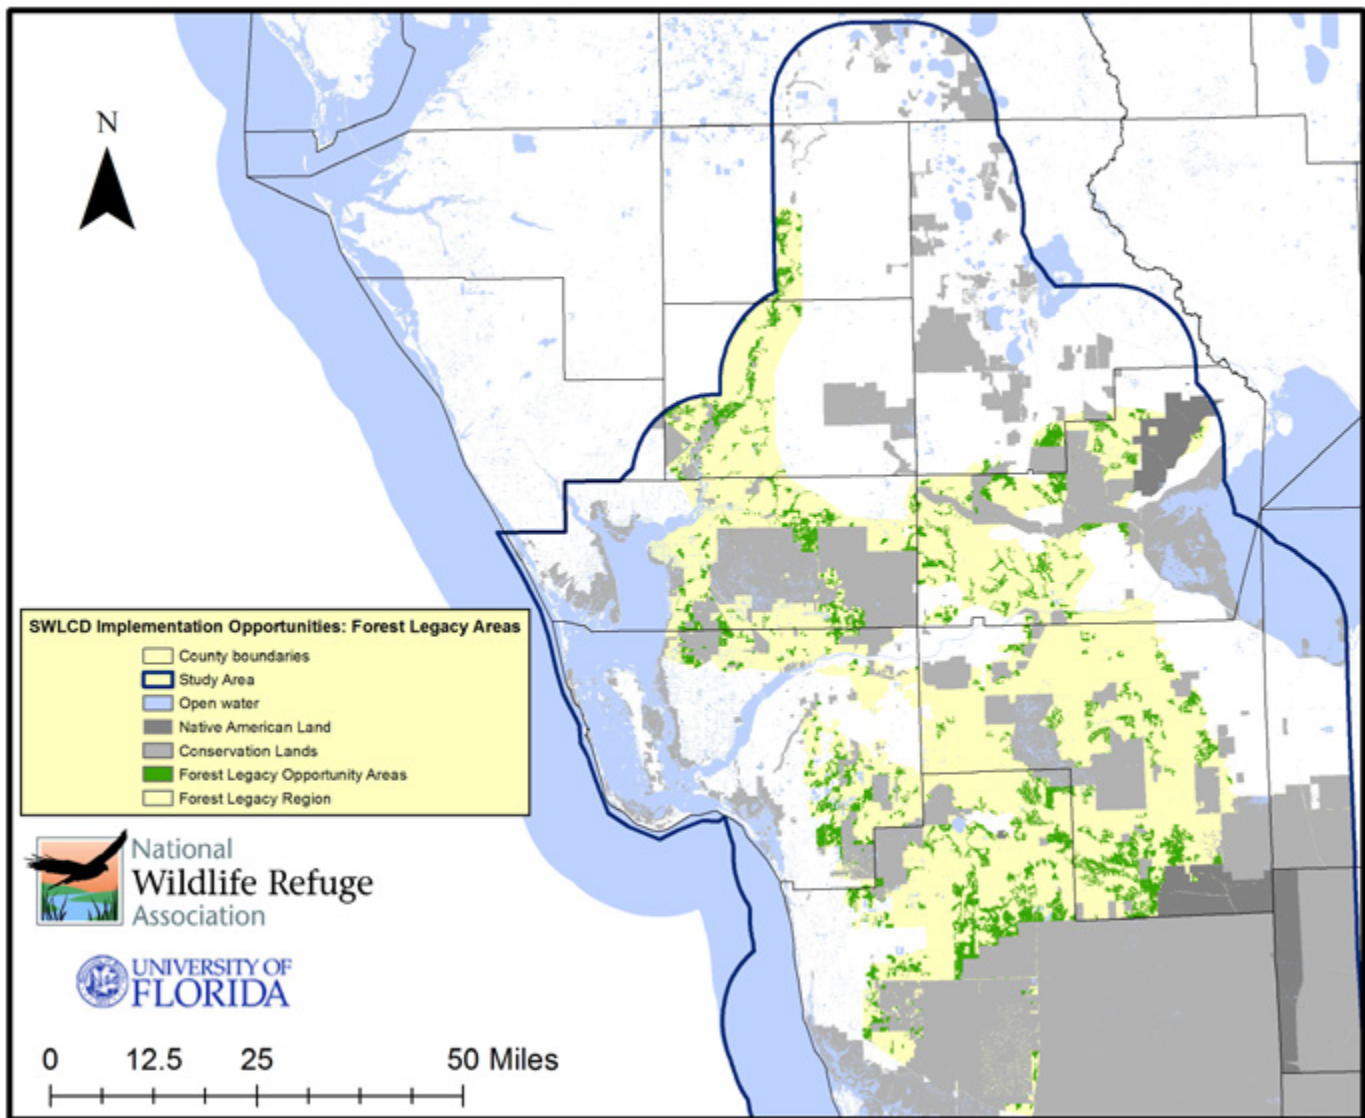 N
SWLCD Implementation Opportunities: Forest Legacy Areas
County boundaries
Study Area
Open water
Native American Land
Conservation Lands
Forest Legacy Opportunity Areas
Forest Legacy Region
National
Wildlife Refuge
Association
UNIVERSITY OF
FLORIDA
0 12.5 25 50 Miles